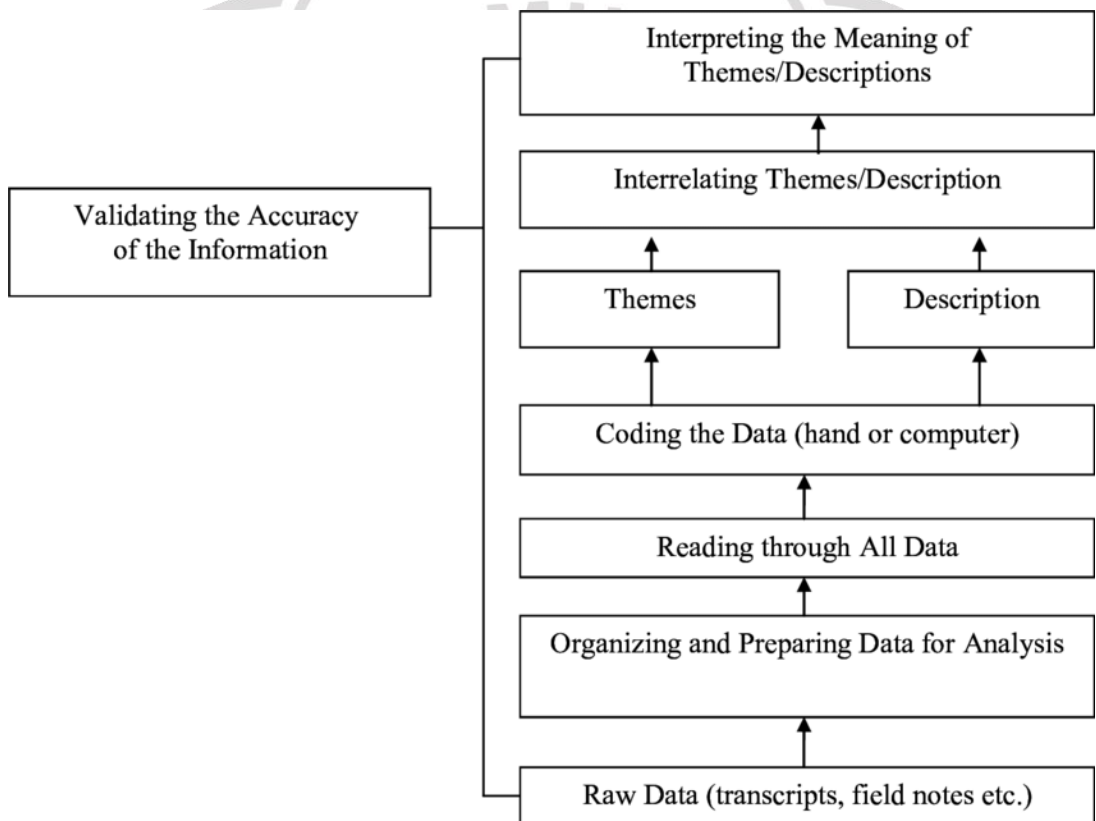 Interpreting the Meaning of
Themes/Descriptions
Interrelating Themes/Description
Validating the Accuracy
of the Information
Themes
Description
Coding the Data (hand or computer)
Reading through All Data
Organizing and Preparing Data for Analysis
Raw Data (transcripts, field notes etc.)